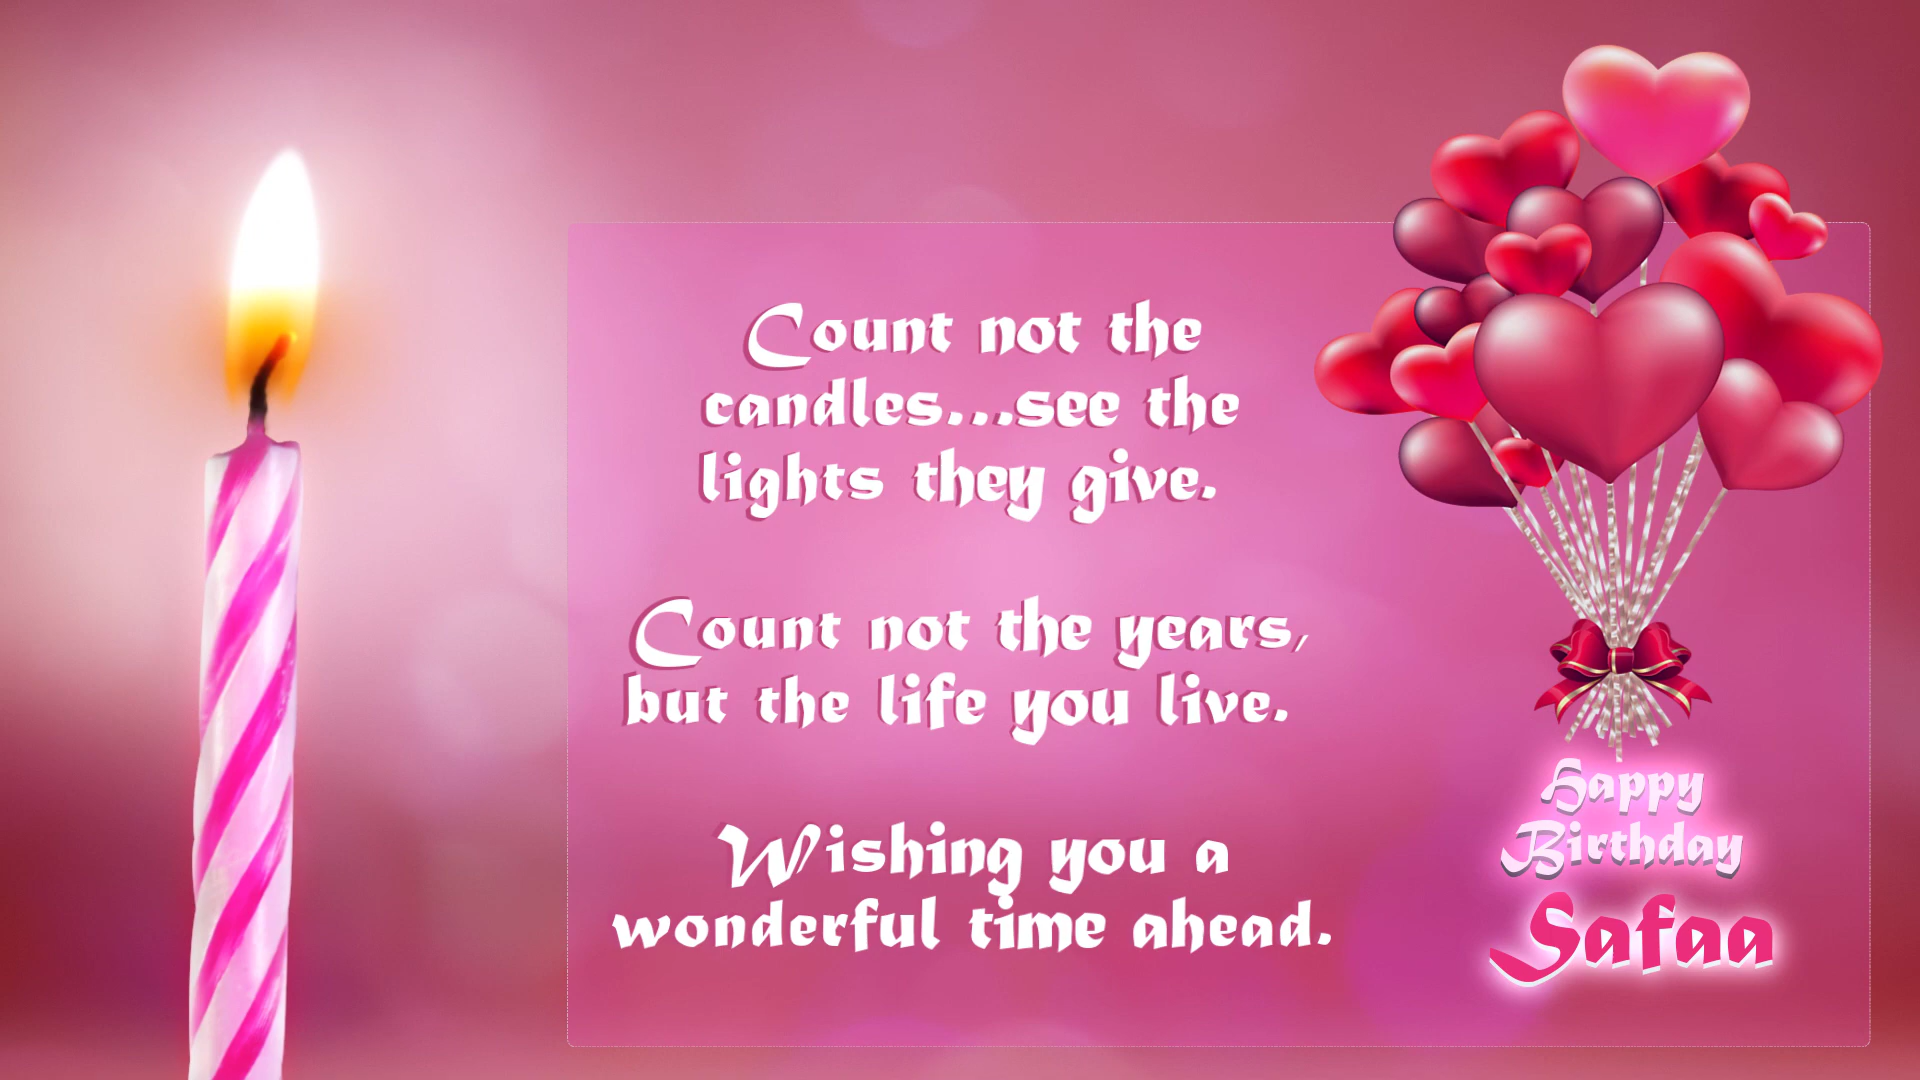 Count not the
candles...see the
lights they give.
Count not the years,
but the life you live.
Wishing you a
wonderful time ahead.
Happy
Birthday
Safaa